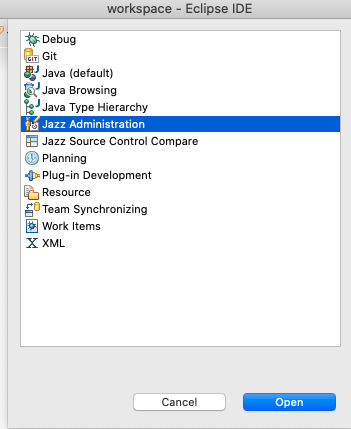 workspace - Eclipse IDE
Debug
Git
Java (default)
Java Browsing
Java Type Hierarchy
Jazz Administration
Jazz Source Control Compare
Planning
Plug-in Development
Resource
Team Synchronizing
Work Items
XML
Cancel
Open